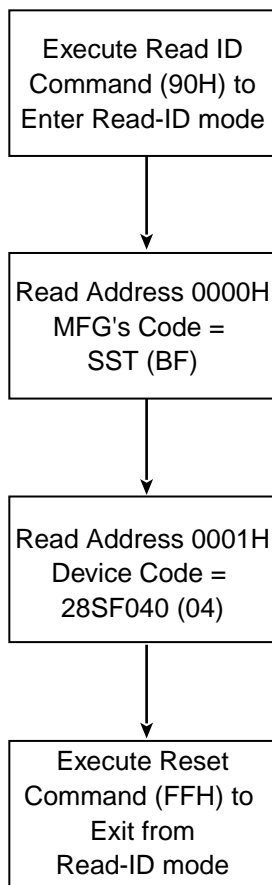 Execute Read ID
Command (90H) to
Enter Read-ID mode
Read Address 0000H
MFG's Code =
SST (BF)
Read Address 0001H
Device Code =
28SF040 (04)
Execute Reset
Command (FFH) to
Exit from
Read-ID mode